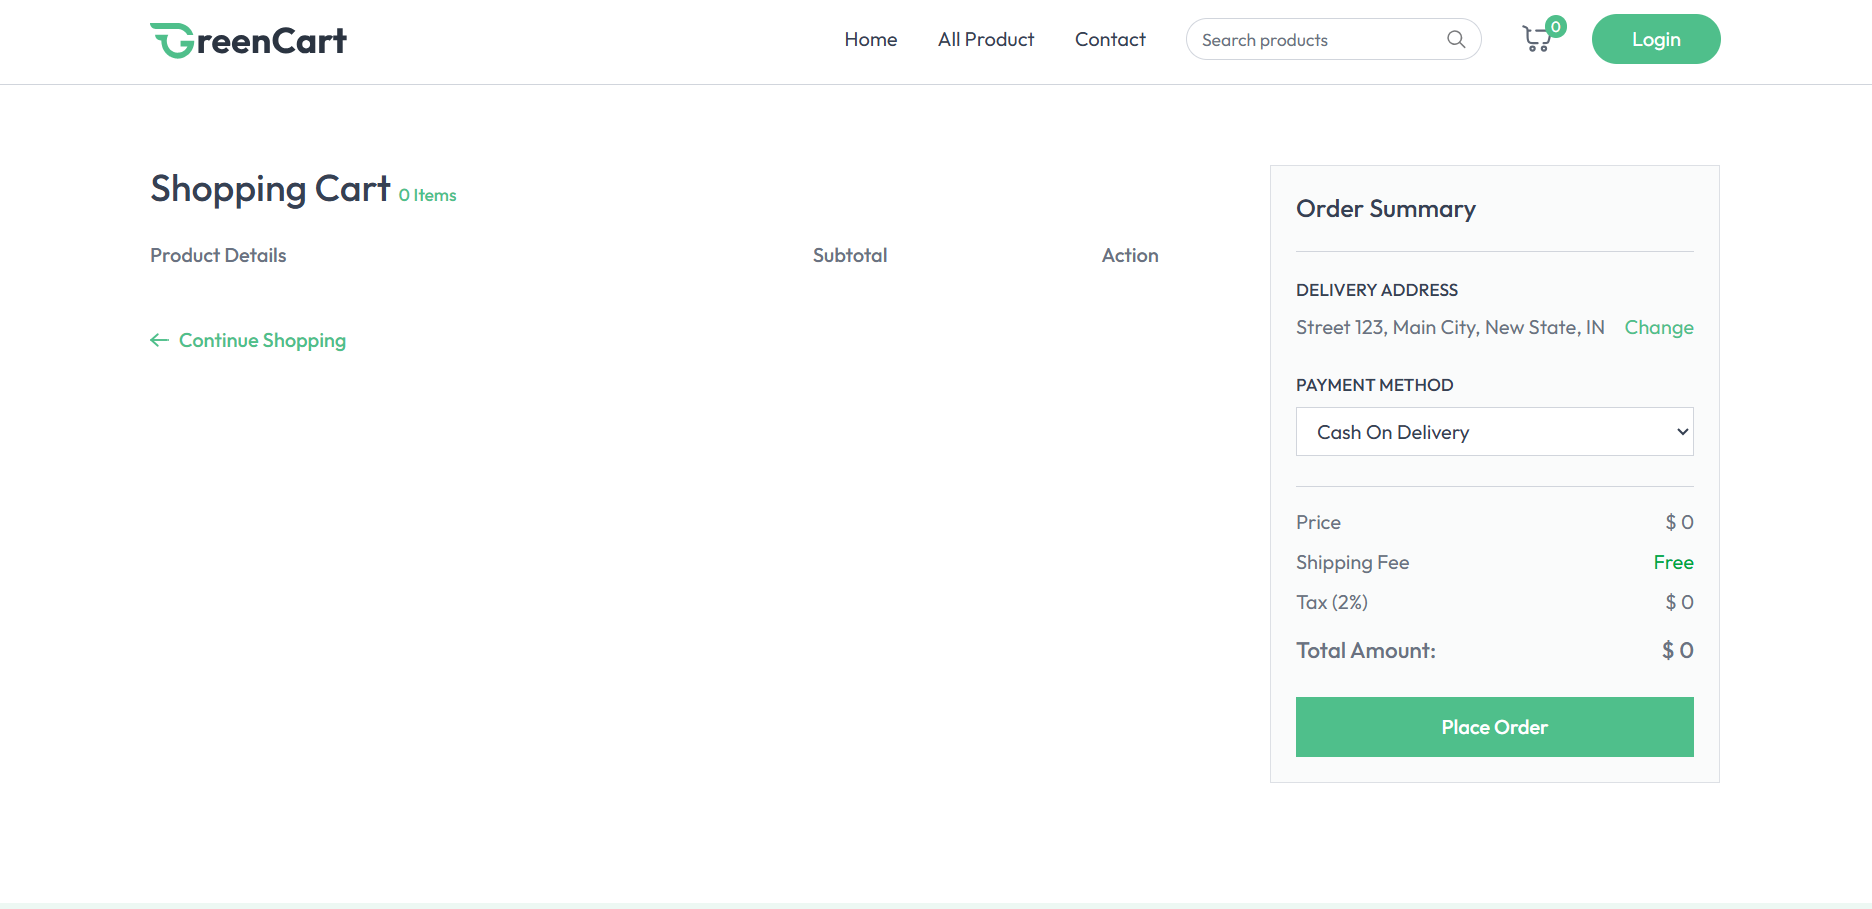 GreenCart
Home
All Product
Contact
Search products
0
Login
Shopping Cart 0 Items
Product Details Subtotal Action
Continue Shopping
Order Summary
DELIVERY ADDRESS
Street 123, Main City, New State, IN Change
PAYMENT METHOD
Cash On Delivery
Price $ 0
Shipping Fee Free
Tax (2%) $ 0
Total Amount: $ 0
Place Order